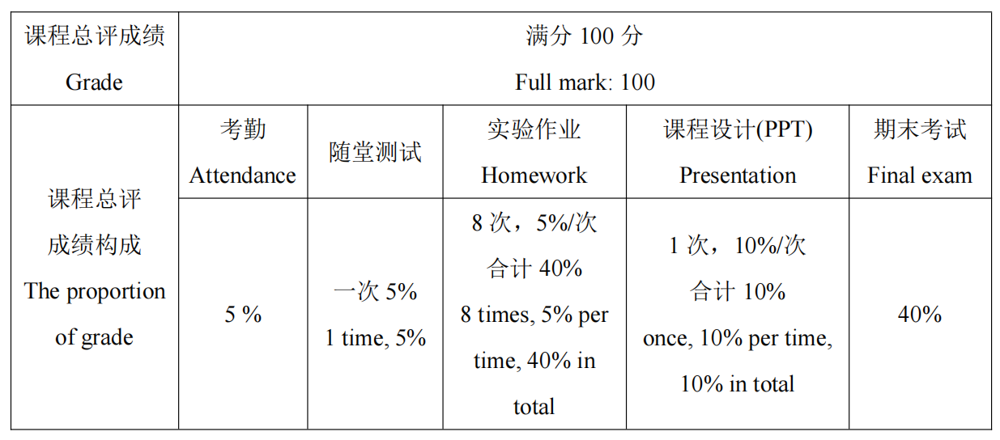 课程总评成绩
Grade
满分 100 分
Full mark: 100
课程总评
成绩构成
The proportion
of grade
考勤
Attendance
随堂测试
实验作业
Homework
课程设计(PPT)
Presentation
期末考试
Final exam
5 %
一次 5%
1 time, 5%
8 次，5%/次
合计 40%
8 times, 5% per
time, 40% in
total
1 次，10%/次
合计 10%
once, 10% per time,
10% in total
40%